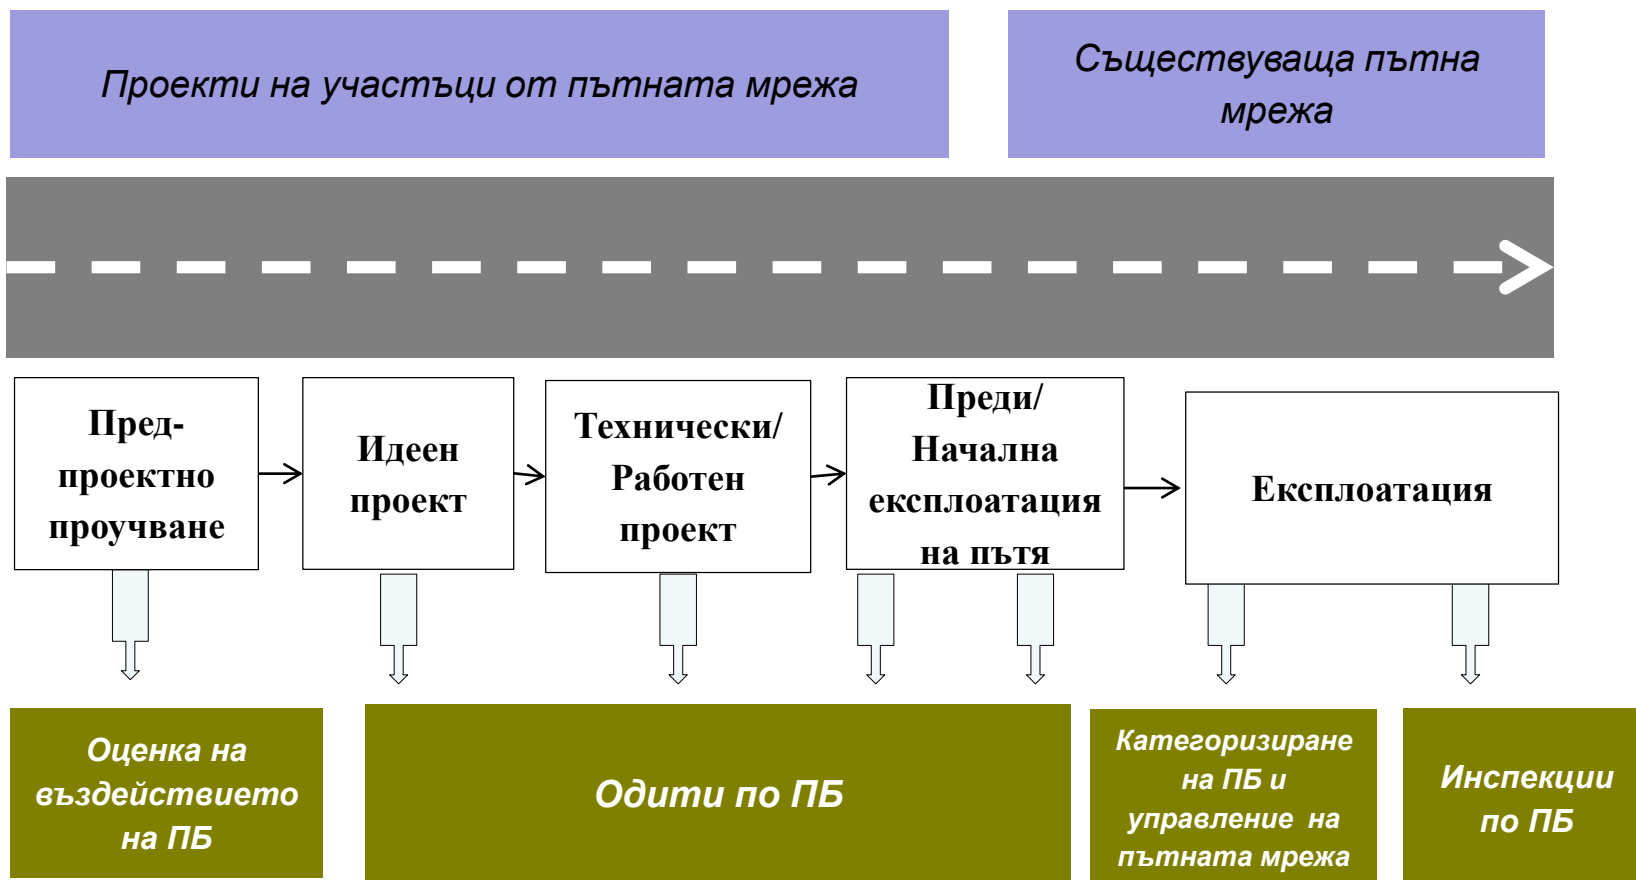 Проекти на участъци от пътната мрежа
Съществуваща пътна
мрежа
Пред-
проектно
проучване
Идеен
проект
Технически/
Работен
проект
Преди/
Начална
експлоатация
на пътя
Експлоатация
Оценка на
въздействието
на ПБ
Одити по ПБ
Категоризиране
на ПБ и
управление на
пътната мрежа
Инспекции
по ПБ